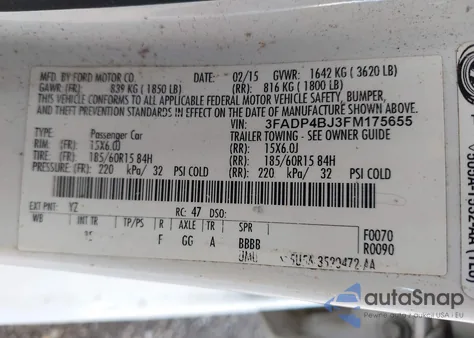 MFD. BY FORD MOTOR CO.
DATE: 02/15 GVWR: 1642 KG ( 3620 LB)
GAWR: (FR): 839 KG ( 1850 LB) (RR): 816 KG ( 1800 LB)
THIS VEHICLE CONFORMS TO ALL APPLICABLE FEDERAL MOTOR VEHICLE SAFETY, BUMPER,
AND THEFT PREVENTION STANDARDS IN EFFECT ON THE DATE OF MANUFACTURE SHOWN ABOVE.
VIN: 3FADP4BJ3FM175655
TYPE: Passenger Car TRAILER TOWING - SEE OWNER GUIDE
RIM: (FR): 15X6.0J (RR): 15X6.0J
TIRE: (FR): 185/60R15 84H (RR): 185/60R15 84H
PRESSURE: (FR): 220 kPa/ 32 PSI COLD (RR): 220 kPa/ 32 PSI COLD
EXT PNT: YZ RC: 47 DSO:
WB INT TR TP/PS R AXLE TR SPR
F GG A BBBB
F0070
R0090
autaSnap